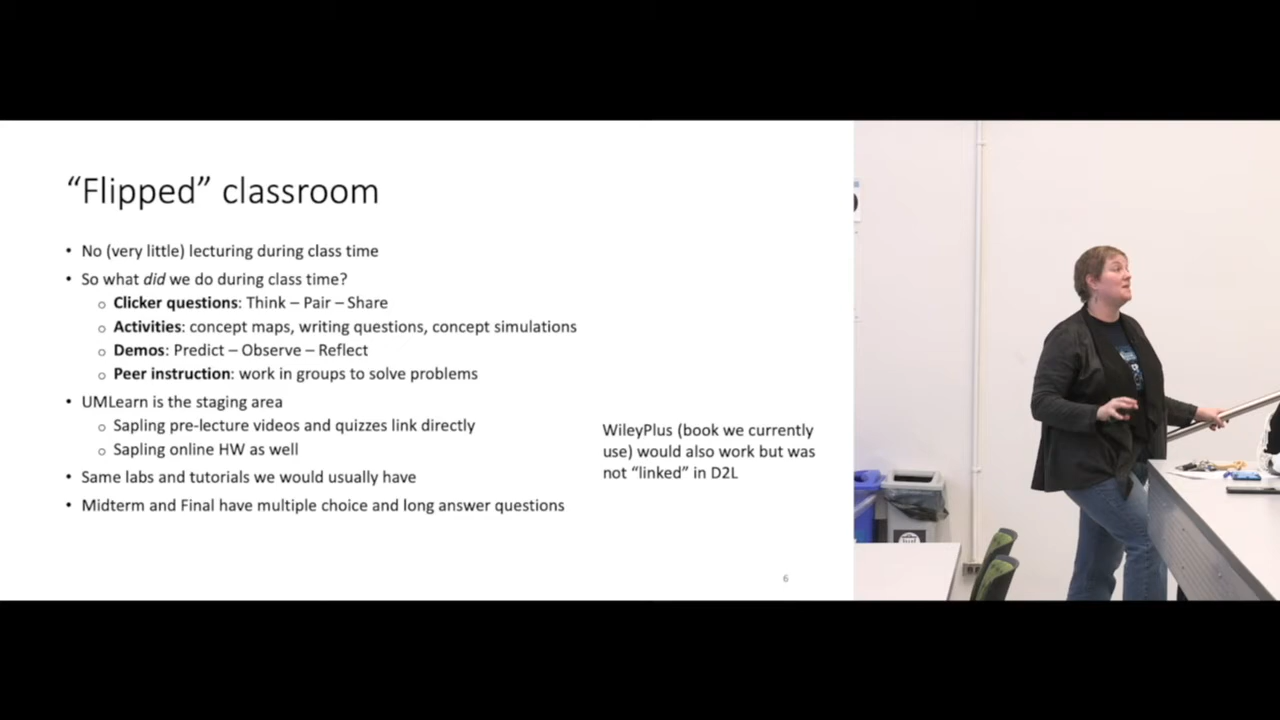 “Flipped” classroom
• No (very little) lecturing during class time
• So what did we do during class time?
o Clicker questions: Think – Pair – Share
o Activities: concept maps, writing questions, concept simulations
o Demos: Predict – Observe – Reflect
o Peer instruction: work in groups to solve problems
• UMLearn is the staging area
o Sapling pre-lecture videos and quizzes link directly
o Sapling online HW as well
• Same labs and tutorials we would usually have
• Midterm and Final have multiple choice and long answer questions
WileyPlus (book we currently
use) would also work but was
not “linked” in D2L
6